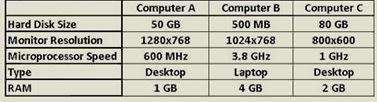 Computer A Computer B Computer C
Hard Disk Size 50 GB 500 MB 80 GB
Monitor Resolution 1280x768 1024x768 800x600
Microprocessor Speed 600 MHz 3.8 GHz 1 GHz
Type Desktop Laptop Desktop
RAM 1 GB 4 GB 2 GB